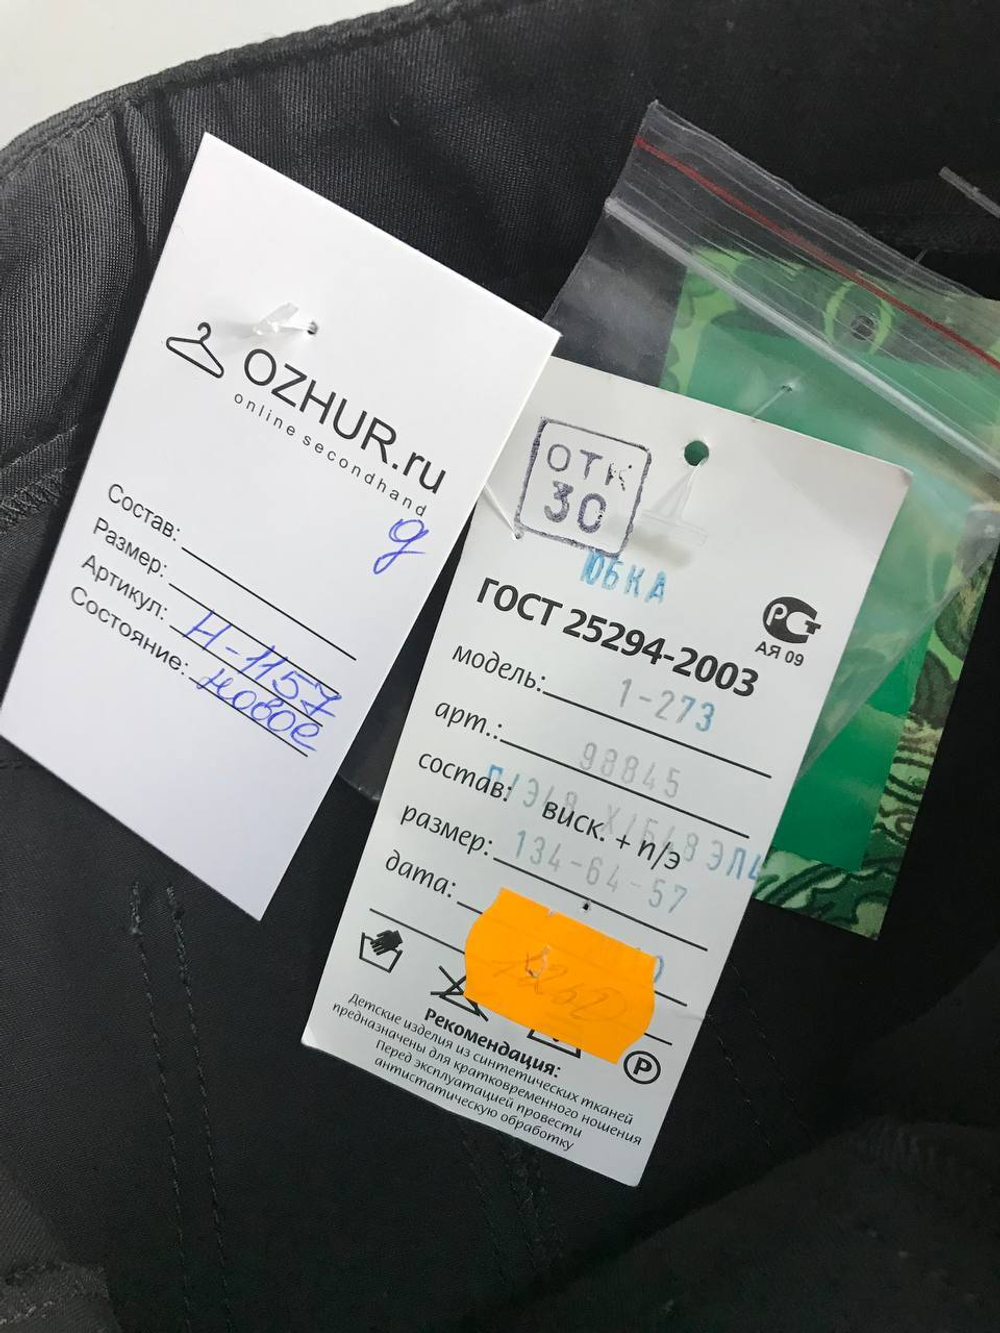 OZHUR.ru
online secondhand
g
Состав:
Размер:
Артикул: H-1157
Состояние: новое
ОТК
30
ЮБКА
ГОСТ 25294-2003
РСТ
АЯ 09
модель: 1-273
арт.: 98845
состав: виск. + п/э
размер: 134-64-57
дата:
Рекомендация:
Детские изделия из синтетических тканей
предназначены для кратковременного ношения
Перед эксплуатацией провести
антистатическую обработку
P